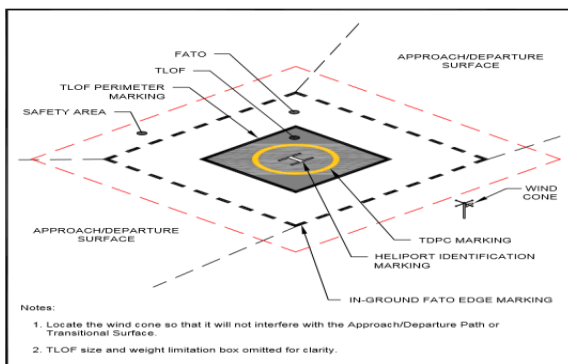 FATO
TLOF
TLOF PERIMETER
MARKING
SAFETY AREA
APPROACH/DEPARTURE
SURFACE
H
WIND
CONE
APPROACH/DEPARTURE
SURFACE
TDPC MARKING
HELIPORT IDENTIFICATION
MARKING
IN-GROUND FATO EDGE MARKING
Notes:
1. Locate the wind cone so that it will not interfere with the Approach/Departure Path or
Transitional Surface.
2. TLOF size and weight limitation box omitted for clarity.